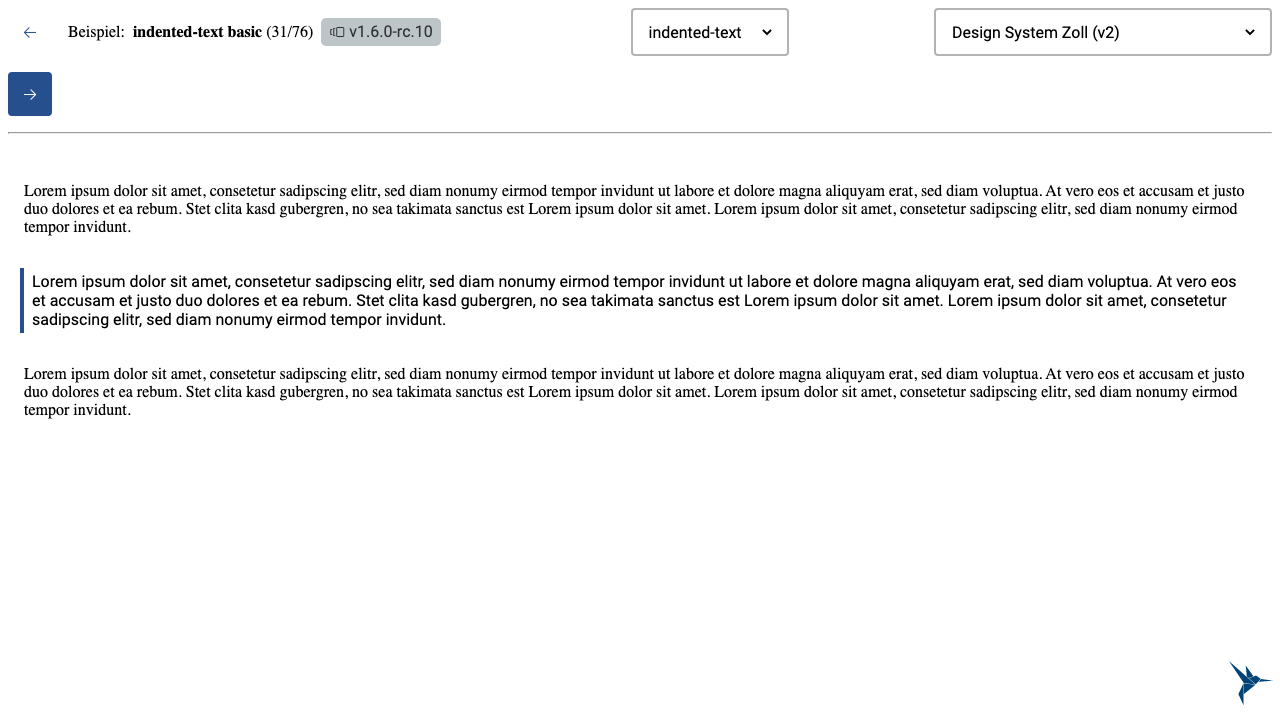 Beispiel: indented-text basic (31/76) v1.6.0-rc.10 indented-text Design System Zoll (v2)
Lorem ipsum dolor sit amet, consetetur sadipscing elitr, sed diam nonumy eirmod tempor invidunt ut labore et dolore magna aliquyam erat, sed diam voluptua. At vero eos et accusam et justo
duo dolores et ea rebum. Stet clita kasd gubergren, no sea takimata sanctus est Lorem ipsum dolor sit amet. Lorem ipsum dolor sit amet, consetetur sadipscing elitr, sed diam nonumy eirmod
tempor invidunt.
Lorem ipsum dolor sit amet, consetetur sadipscing elitr, sed diam nonumy eirmod tempor invidunt ut labore et dolore magna aliquyam erat, sed diam voluptua. At vero eos
et accusam et justo duo dolores et ea rebum. Stet clita kasd gubergren, no sea takimata sanctus est Lorem ipsum dolor sit amet. Lorem ipsum dolor sit amet, consetetur
sadipscing elitr, sed diam nonumy eirmod tempor invidunt.
Lorem ipsum dolor sit amet, consetetur sadipscing elitr, sed diam nonumy eirmod tempor invidunt ut labore et dolore magna aliquyam erat, sed diam voluptua. At vero eos et accusam et justo
duo dolores et ea rebum. Stet clita kasd gubergren, no sea takimata sanctus est Lorem ipsum dolor sit amet. Lorem ipsum dolor sit amet, consetetur sadipscing elitr, sed diam nonumy eirmod
tempor invidunt.